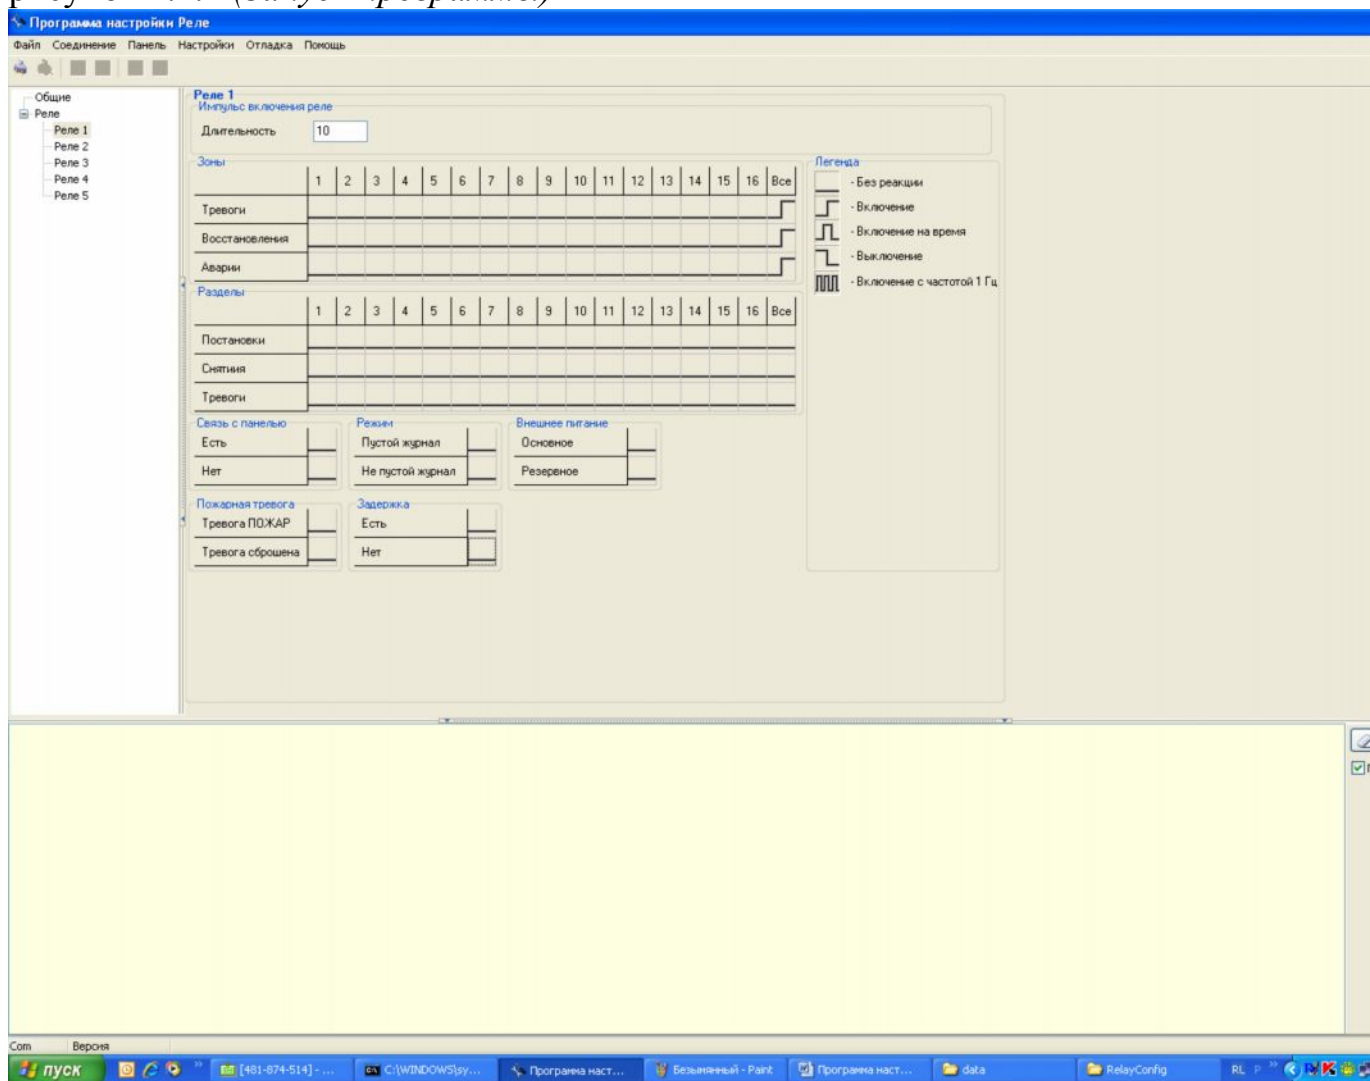 Программа настройки Реле
Файл Соединение Панель Настройки Отладка Помощь
Общие
Реле
Реле 1
Реле 2
Реле 3
Реле 4
Реле 5
Реле 1
Импульс включения реле
Длительность 10
Зоны
1 2 3 4 5 6 7 8 9 10 11 12 13 14 15 16 Все
Тревоги
Восстановления
Аварии
Разделы
1 2 3 4 5 6 7 8 9 10 11 12 13 14 15 16 Все
Постановки
Снятия
Тревоги
Связь с панелью
Есть
Нет
Режим
Пустой журнал
Не пустой журнал
Внешнее питание
Основное
Резервное
Пожарная тревога
Тревога ПОЖАР
Тревога сброшена
Задержка
Есть
Нет
Легенда
- Без реакции
- Включение
- Включение на время
- Выключение
- Включение с частотой 1 Гц
Com Версия
пуск [481-874-514] - ... C:\WINDOWS\sy... Программа наст... Безымянный - Paint Программа наст... data RelayConfig RL